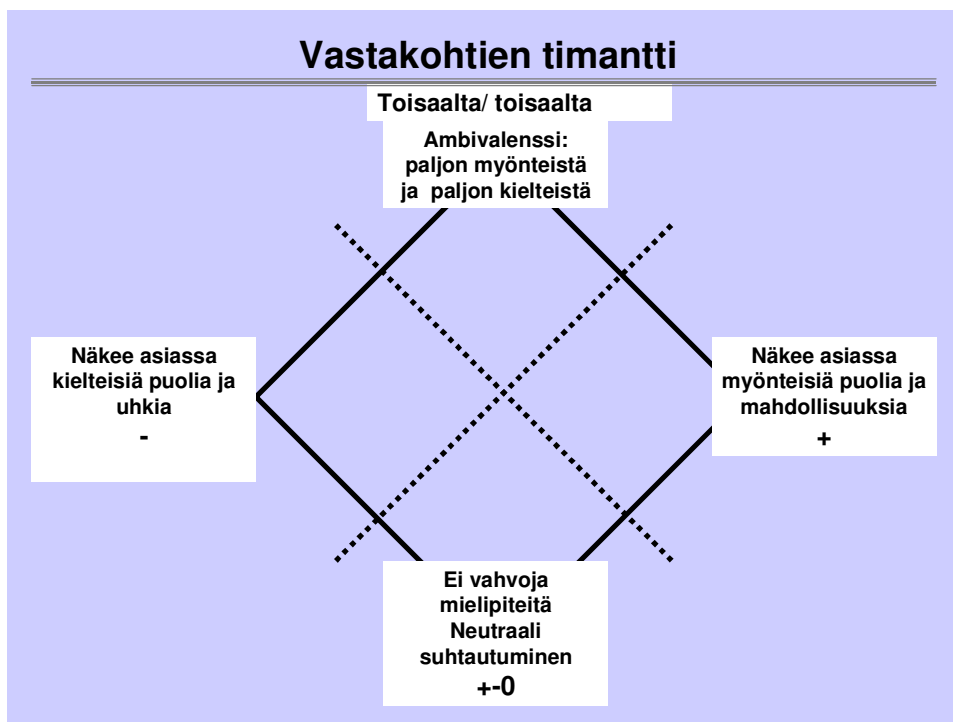 Vastakohtien timantti
Toisaalta/ toisaalta
Ambivalenssi:
paljon myönteistä
ja paljon kielteistä
Näkee asiassa
kielteisiä puolia ja
uhkia
-
Näkee asiassa
myönteisiä puolia ja
mahdollisuuksia
+
Ei vahvoja
mielipiteitä
Neutraali
suhtautuminen
+-0